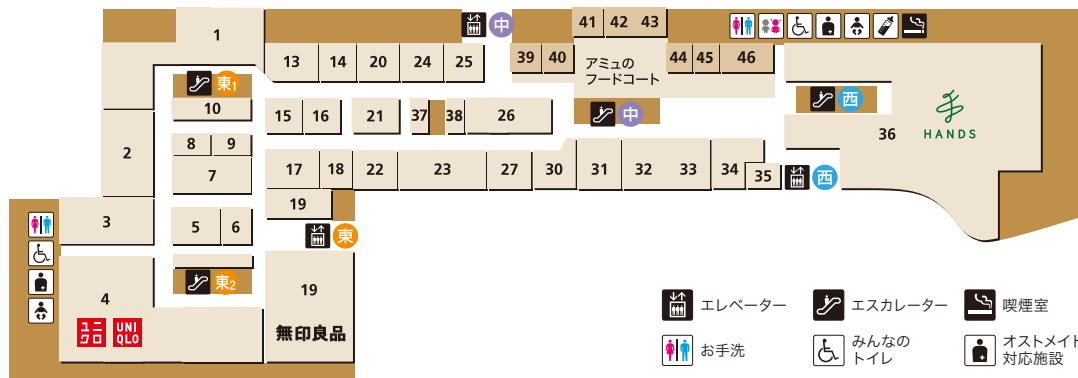 41 42 43
中
1
39 40
アミュの
フードコート
44 45 46
13 14 20 24 25
東1
西
10
15 16 21 37 38 26
中
36
HANDS
8 9
2
7
17 18 22 23 27 30 31 32 33 34 35
西
19
3
5 6
東
東2
4
19
ユニ
クロ
UNI
QLO
無印良品
エレベーター
エスカレーター
喫煙室
お手洗
みんなの
トイレ
オストメイト
対応施設